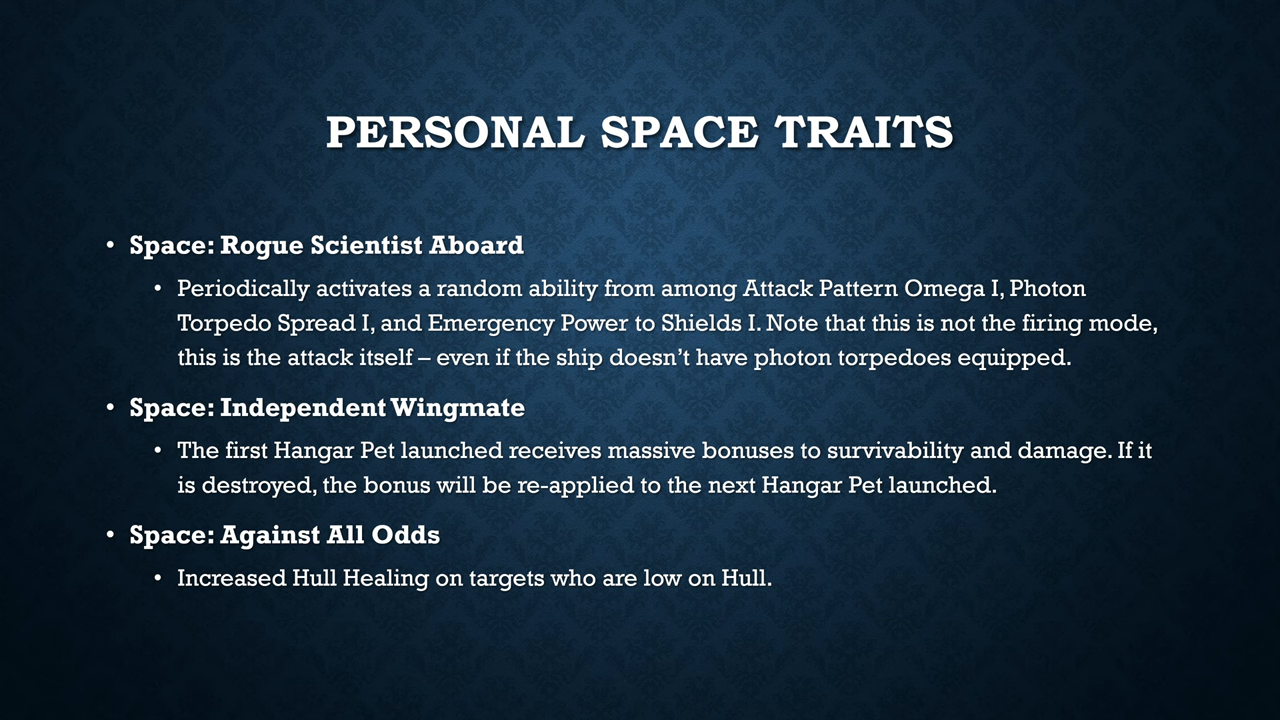 PERSONAL SPACE TRAITS
• Space: Rogue Scientist Aboard
• Periodically activates a random ability from among Attack Pattern Omega I, Photon
Torpedo Spread I, and Emergency Power to Shields I. Note that this is not the firing mode,
this is the attack itself – even if the ship doesn’t have photon torpedoes equipped.
• Space: Independent Wingmate
• The first Hangar Pet launched receives massive bonuses to survivability and damage. If it
is destroyed, the bonus will be re-applied to the next Hangar Pet launched.
• Space: Against All Odds
• Increased Hull Healing on targets who are low on Hull.